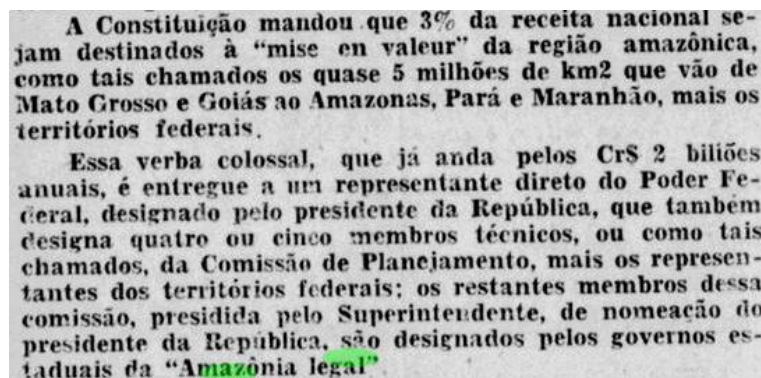 A Constituição mandou que 3% da receita nacional se-
jam destinados à "mise en valeur" da região amazônica,
como tais chamados os quase 5 milhões de km2 que vão de
Mato Grosso e Goiás ao Amazonas, Pará e Maranhão, mais os
territórios federais.
Essa verba colossal, que já anda pelos Cr$ 2 biliões
anuais, é entregue a um representante direto do Poder Fe-
deral, designado pelo presidente da República, que também
designa quatro ou cinco membros técnicos, ou como tais
chamados, da Comissão de Planejamento, mais os represen-
tantes dos territórios federais; os restantes membros dessa
comissão, presidida pelo Superintendente, de nomeação do
presidente da República, são designados pelos governos es-
taduais da "Amazônia legal"